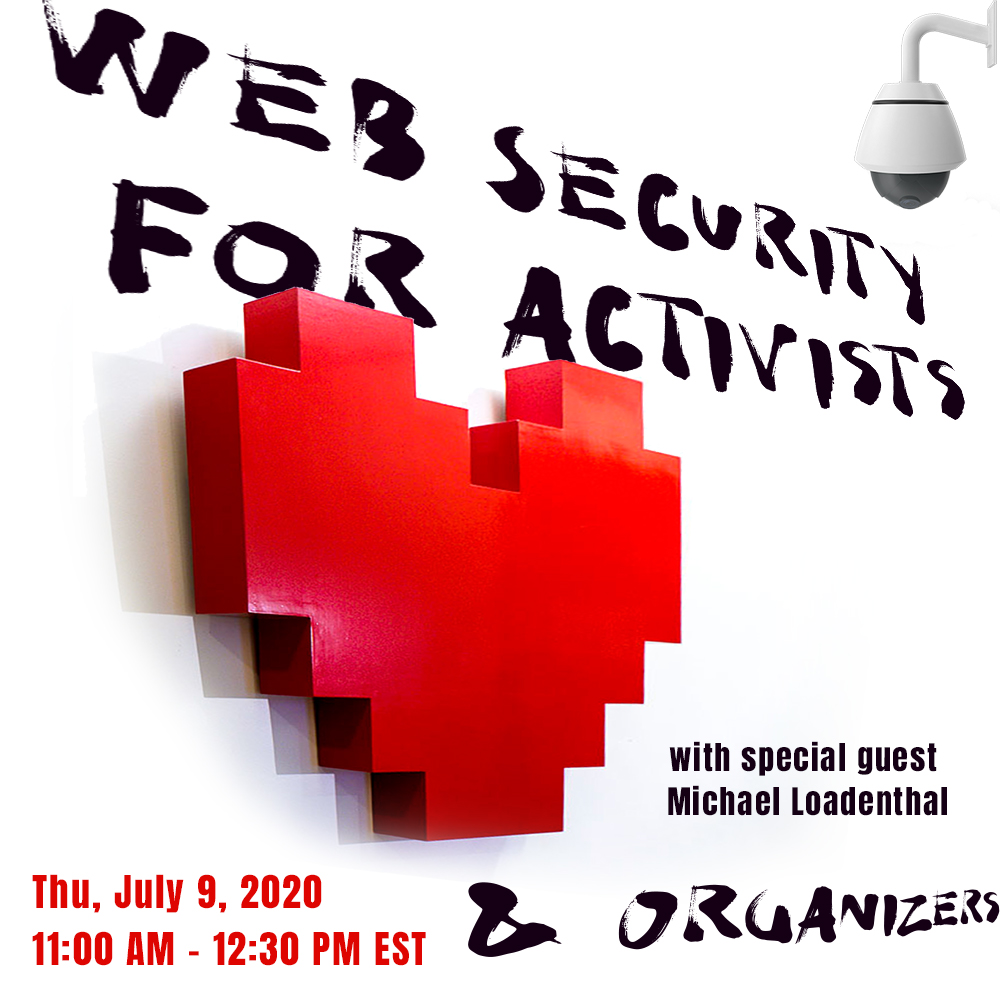 WEB SECURITY
FOR ACTIVISTS
with special guest
Michael Loadenthal
Thu, July 9, 2020
11:00 AM - 12:30 PM EST
& ORGANIZERS